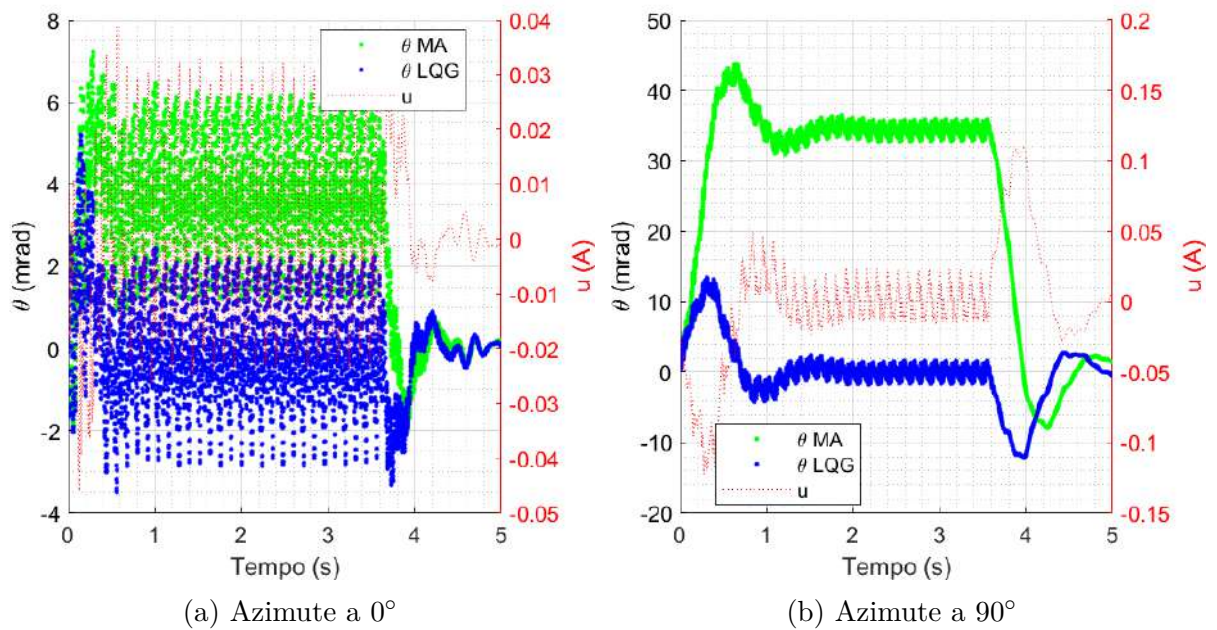 8
6
4
2
0
-2
-4
θ (mrad)
0 1 2 3 4 5
Tempo (s)
0.04
0.03
0.02
0.01
0
-0.01
-0.02
-0.03
-0.04
-0.05
u (A)
θ MA
θ LQG
u
(a) Azimute a 0°
50
40
30
20
10
0
-10
-20
θ (mrad)
0 1 2 3 4 5
Tempo (s)
0.2
0.15
0.1
0.05
0
-0.05
-0.1
-0.15
u (A)
θ MA
θ LQG
u
(b) Azimute a 90°